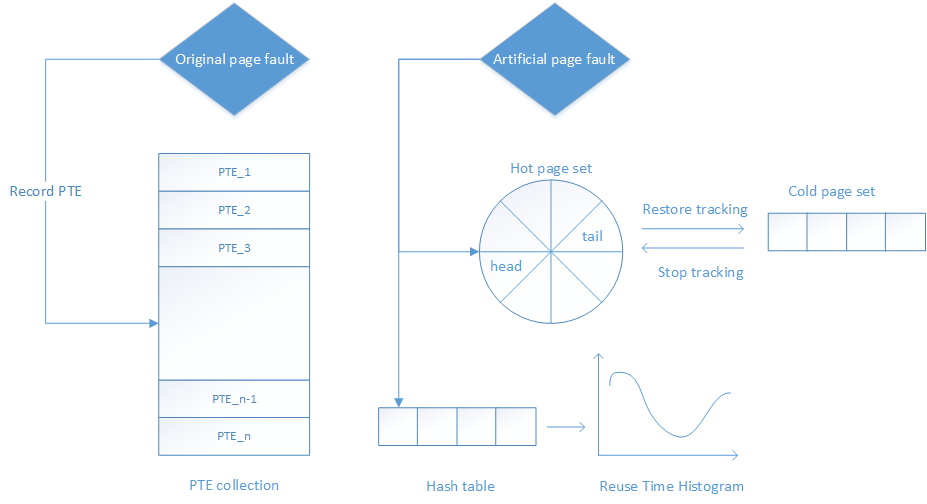 Original page fault
Artificial page fault
Record PTE
PTE_1
PTE_2
PTE_3
PTE_n-1
PTE_n
PTE collection
Hot page set
tail
head
Restore tracking
Stop tracking
Cold page set
Hash table
Reuse Time Histogram